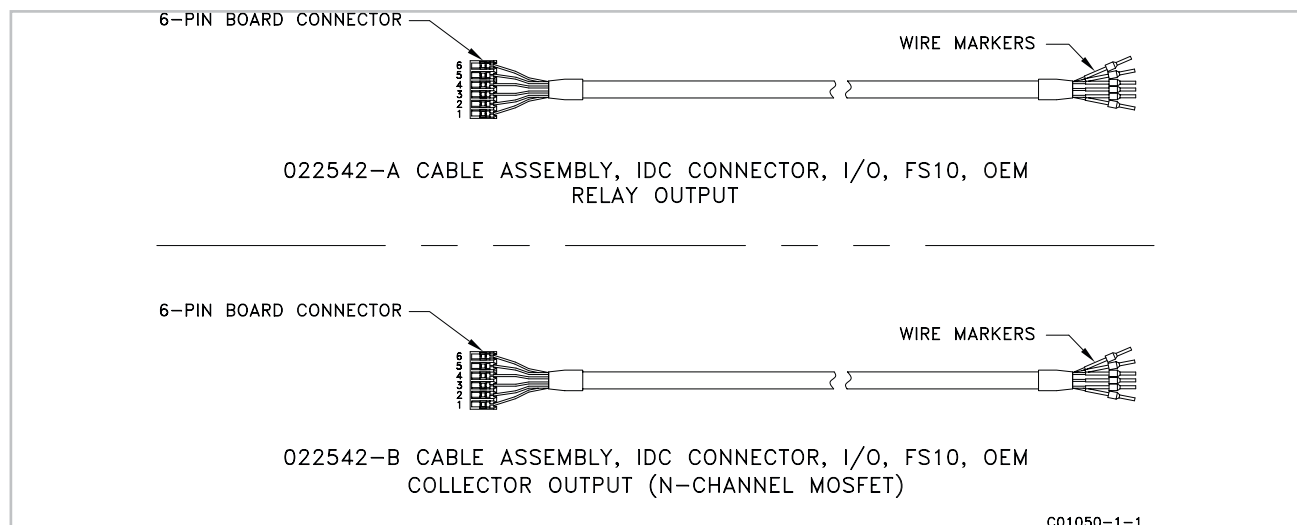 6-PIN BOARD CONNECTOR
WIRE MARKERS
6
5
4
3
2
1
022542-A CABLE ASSEMBLY, IDC CONNECTOR, I/O, FS10, OEM
RELAY OUTPUT
6-PIN BOARD CONNECTOR
WIRE MARKERS
6
5
4
3
2
1
022542-B CABLE ASSEMBLY, IDC CONNECTOR, I/O, FS10, OEM
COLLECTOR OUTPUT (N-CHANNEL MOSFET)
C01050-1-1